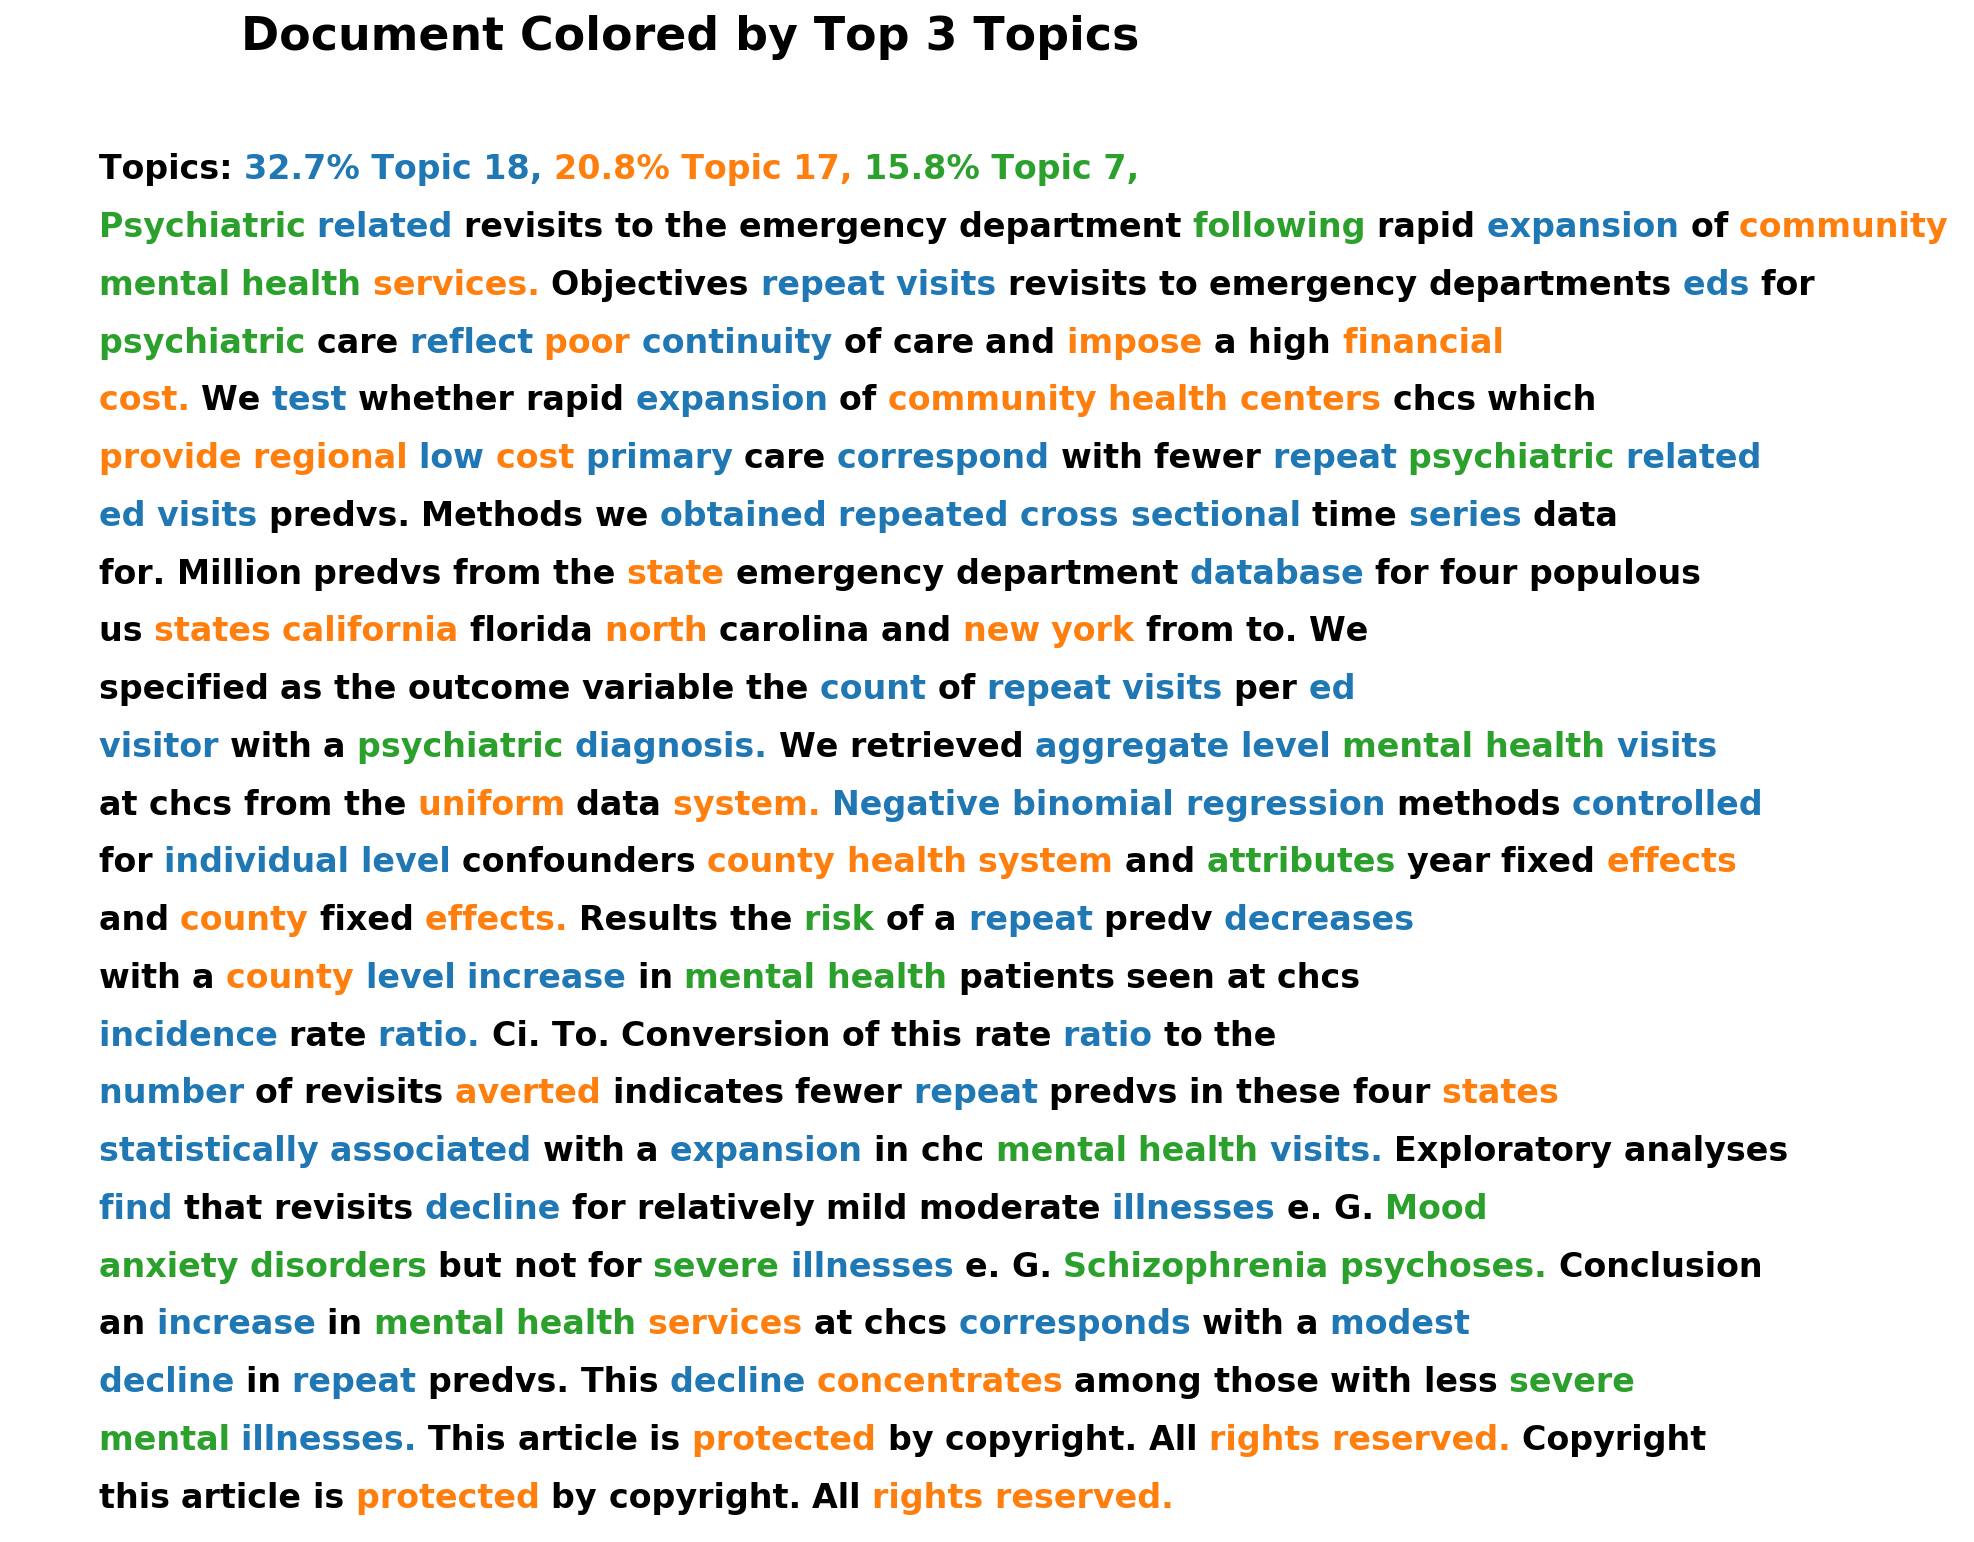 Document Colored by Top 3 Topics
Topics: 32.7% Topic 18, 20.8% Topic 17, 15.8% Topic 7,
Psychiatric related revisits to the emergency department following rapid expansion of community
mental health services. Objectives repeat visits revisits to emergency departments eds for
psychiatric care reflect poor continuity of care and impose a high financial
cost. We test whether rapid expansion of community health centers chcs which
provide regional low cost primary care correspond with fewer repeat psychiatric related
ed visits predvs. Methods we obtained repeated cross sectional time series data
for. Million predvs from the state emergency department database for four populous
us states california florida north carolina and new york from to. We
specified as the outcome variable the count of repeat visits per ed
visitor with a psychiatric diagnosis. We retrieved aggregate level mental health visits
at chcs from the uniform data system. Negative binomial regression methods controlled
for individual level confounders county health system and attributes year fixed effects
and county fixed effects. Results the risk of a repeat predv decreases
with a county level increase in mental health patients seen at chcs
incidence rate ratio. Ci. To. Conversion of this rate ratio to the
number of revisits averted indicates fewer repeat predvs in these four states
statistically associated with a expansion in chc mental health visits. Exploratory analyses
find that revisits decline for relatively mild moderate illnesses e. G. Mood
anxiety disorders but not for severe illnesses e. G. Schizophrenia psychoses. Conclusion
an increase in mental health services at chcs corresponds with a modest
decline in repeat predvs. This decline concentrates among those with less severe
mental illnesses. This article is protected by copyright. All rights reserved. Copyright
this article is protected by copyright. All rights reserved.